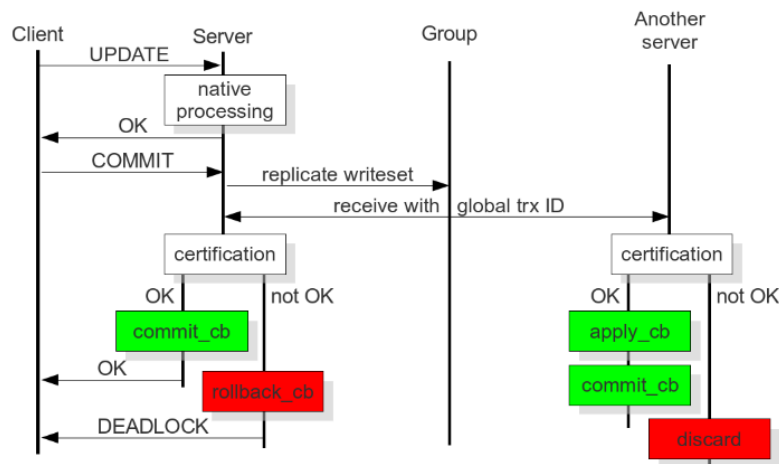 Client
Server
Group
Another
server
UPDATE
native
processing
OK
COMMIT
replicate writeset
receive with global trx ID
certification
certification
OK
not OK
OK
not OK
commit_cb
apply_cb
OK
rollback_cb
commit_cb
DEADLOCK
discard